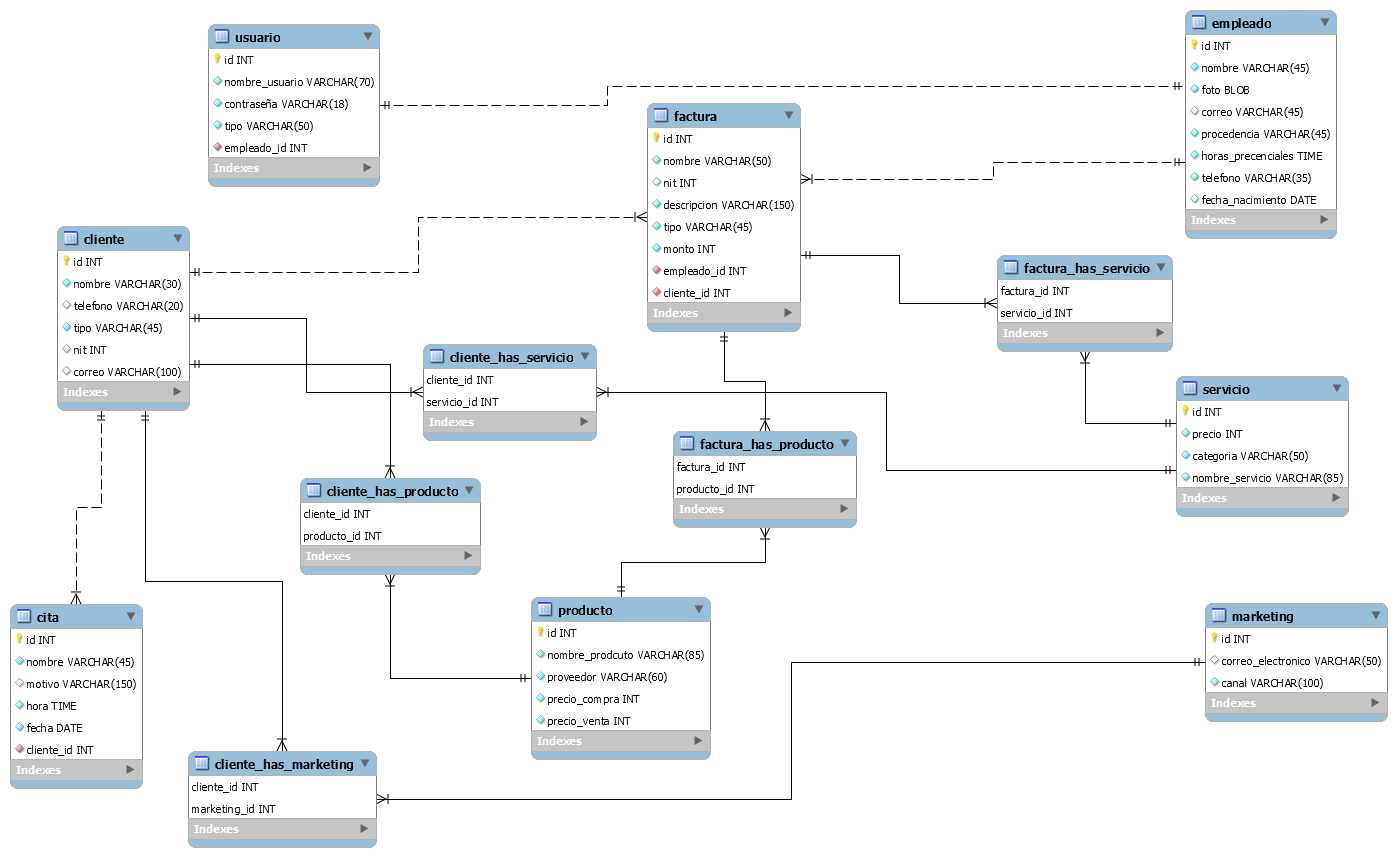 usuario
id INT
nombre_usuario VARCHAR(70)
contraseña VARCHAR(18)
tipo VARCHAR(50)
empleado_id INT
Indexes
empleado
id INT
nombre VARCHAR(45)
foto BLOB
correo VARCHAR(45)
procedencia VARCHAR(45)
horas_precenciales TIME
telefono VARCHAR(35)
fecha_nacimiento DATE
Indexes
factura
id INT
nombre VARCHAR(50)
nit INT
descripcion VARCHAR(150)
tipo VARCHAR(45)
monto INT
empleado_id INT
cliente_id INT
Indexes
cliente
id INT
nombre VARCHAR(30)
telefono VARCHAR(20)
tipo VARCHAR(45)
nit INT
correo VARCHAR(100)
Indexes
factura_has_servicio
factura_id INT
servicio_id INT
Indexes
cliente_has_servicio
cliente_id INT
servicio_id INT
Indexes
servicio
id INT
precio INT
categoria VARCHAR(50)
nombre_servicio VARCHAR(85)
Indexes
factura_has_producto
factura_id INT
producto_id INT
Indexes
cliente_has_producto
cliente_id INT
producto_id INT
Indexes
cita
id INT
nombre VARCHAR(45)
motivo VARCHAR(150)
hora TIME
fecha DATE
cliente_id INT
Indexes
producto
id INT
nombre_prodcuto VARCHAR(85)
proveedor VARCHAR(60)
precio_compra INT
precio_venta INT
Indexes
marketing
id INT
correo_electronico VARCHAR(50)
canal VARCHAR(100)
Indexes
cliente_has_marketing
cliente_id INT
marketing_id INT
Indexes